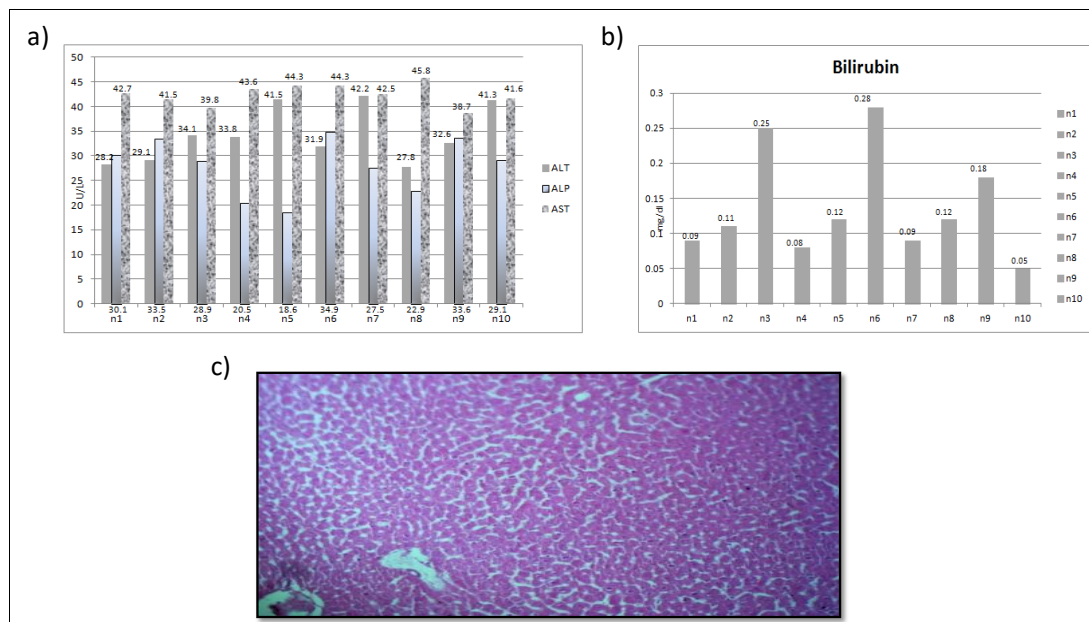 a)
50
45
40
35
30
25
20
15
10
5
0
U/L
28.2
42.7
29.1
41.5
34.1
39.8
33.8
43.6
41.5
44.3
31.9
44.3
42.2
42.5
27.8
45.8
32.6
38.7
41.3
41.6
30.1 33.5 28.9 20.5 18.6 34.9 27.5 22.9 33.6 29.1
n1 n2 n3 n4 n5 n6 n7 n8 n9 n10
ALT
ALP
AST
b)
Bilirubin
0.3
0.25
0.2
0.15
0.1
0.05
0
mg/dl
0.09
0.11
0.25
0.08
0.12
0.28
0.09
0.12
0.18
0.05
n1 n2 n3 n4 n5 n6 n7 n8 n9 n10
n1
n2
n3
n4
n5
n6
n7
n8
n9
n10
c)